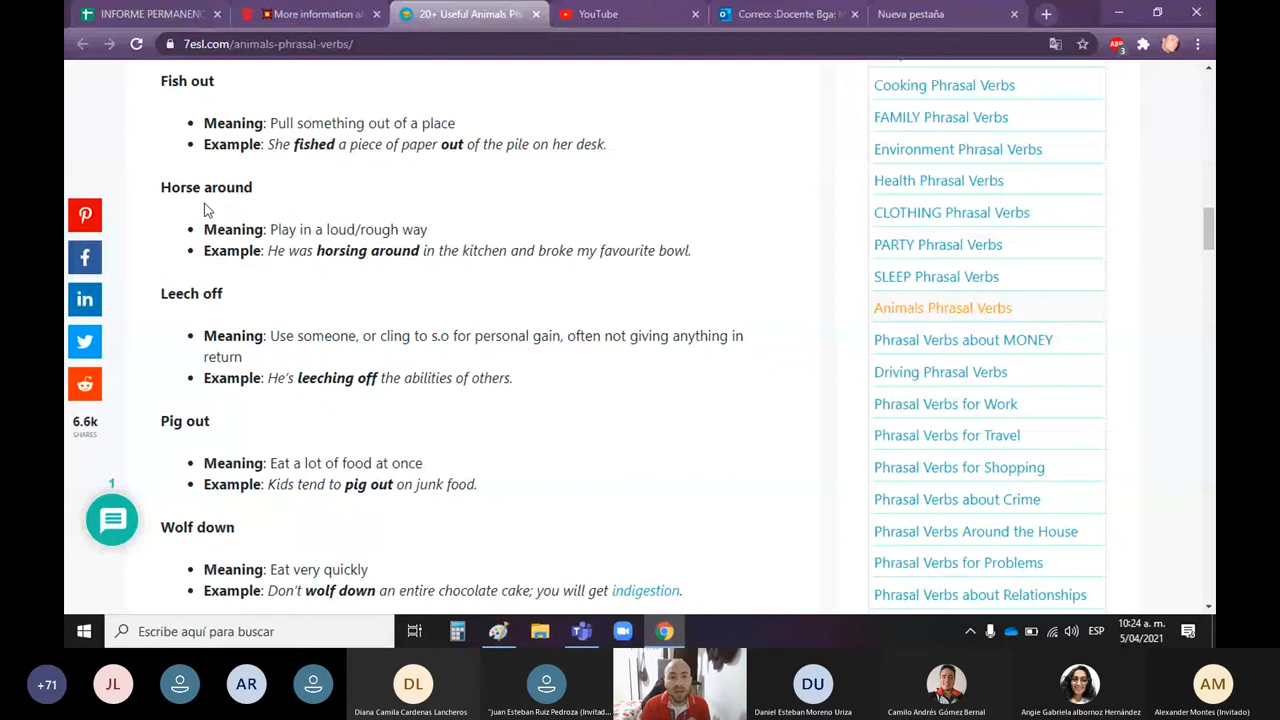 INFORME PERMANENC
More information a
20+ Useful Animals Ph
YouTube
Correo: :Docente Bga: M
Nueva pestaña
7esl.com/animals-phrasal-verbs/
ABP
3
Fish out
Meaning: Pull something out of a place
Example: She fished a piece of paper out of the pile on her desk.
Horse around
Meaning: Play in a loud/rough way
Example: He was horsing around in the kitchen and broke my favourite bowl.
Leech off
Meaning: Use someone, or cling to s.o for personal gain, often not giving anything in
return
Example: He's leeching off the abilities of others.
Pig out
Meaning: Eat a lot of food at once
Example: Kids tend to pig out on junk food.
Wolf down
Meaning: Eat very quickly
Example: Don't wolf down an entire chocolate cake; you will get indigestion.
6.6k
SHARES
1
Cooking Phrasal Verbs
FAMILY Phrasal Verbs
Environment Phrasal Verbs
Health Phrasal Verbs
CLOTHING Phrasal Verbs
PARTY Phrasal Verbs
SLEEP Phrasal Verbs
Animals Phrasal Verbs
Phrasal Verbs about MONEY
Driving Phrasal Verbs
Phrasal Verbs for Work
Phrasal Verbs for Travel
Phrasal Verbs for Shopping
Phrasal Verbs about Crime
Phrasal Verbs Around the House
Phrasal Verbs for Problems
Phrasal Verbs about Relationships
Escribe aquí para buscar
ESP
10:24 a. m.
5/04/2021
+71
JL
AR
DL
DU
AM
Diana Camila Cardenas Lancheros
"juan Esteban Ruiz Pedroza (Invitad...
Daniel Esteban Moreno Uriza
Camilo Andrés Gómez Bernal
Angie Gabriela albornoz Hernández
Alexander Montes (Invitado)